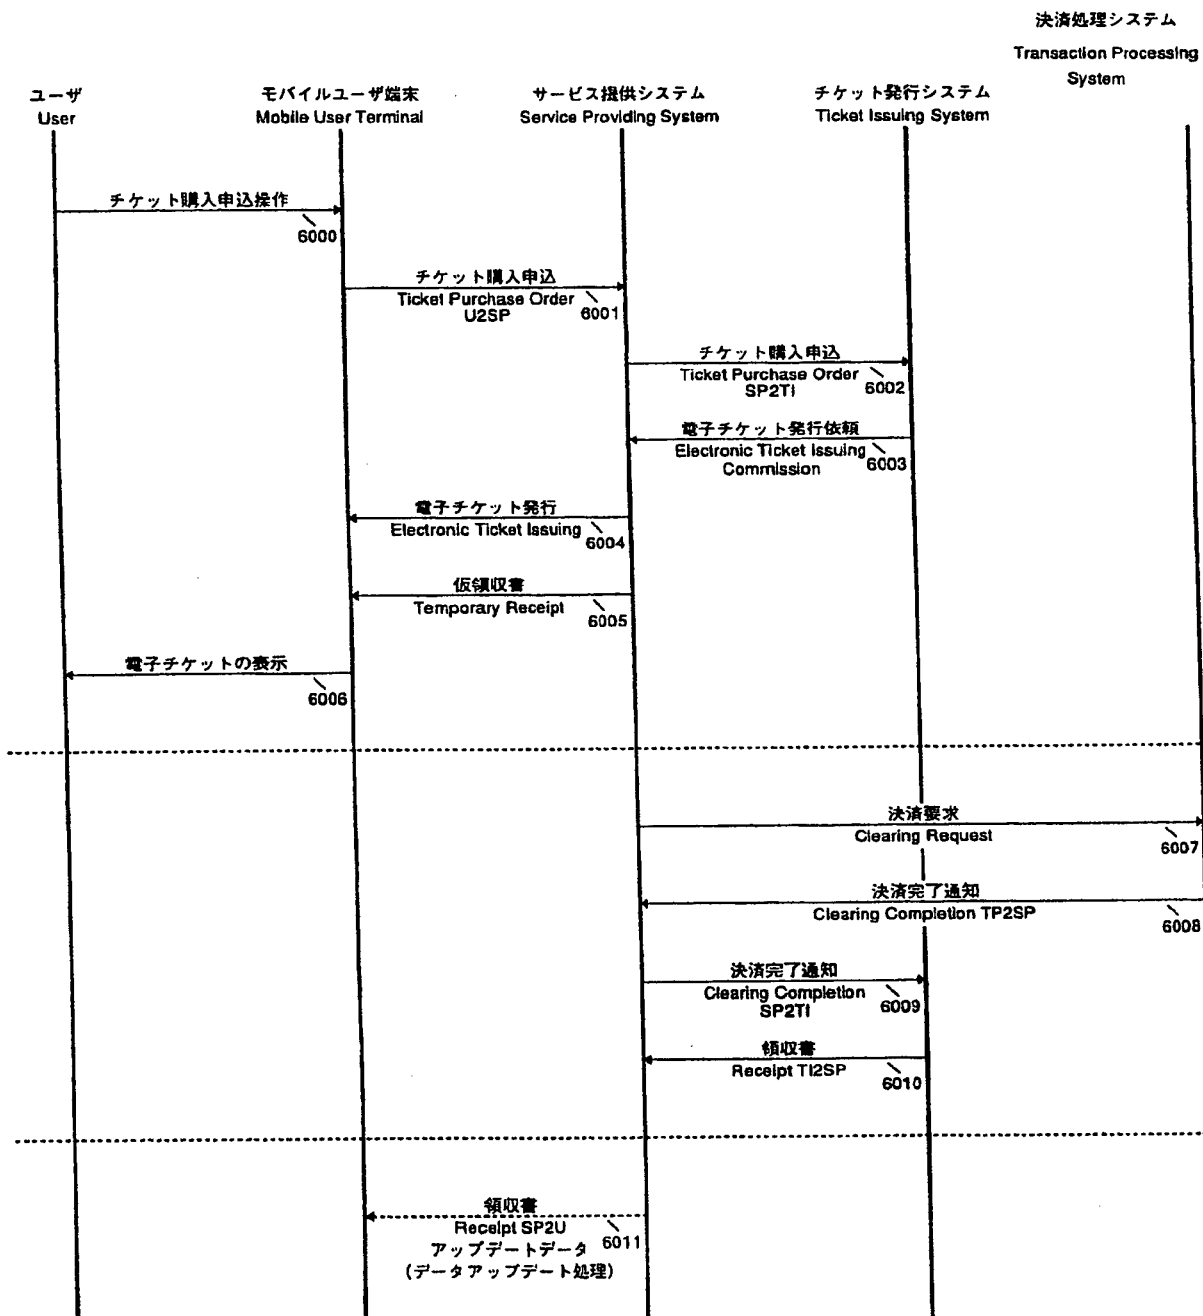 決済処理システム
Transaction Processing
System
ユーザ
User
モバイルユーザ端末
Mobile User Terminal
サービス提供システム
Service Providing System
チケット発行システム
Ticket Issuing System
チケット購入申込操作
6000
チケット購入申込
Ticket Purchase Order
U2SP
6001
チケット購入申込
Ticket Purchase Order
SP2TI
6002
電子チケット発行依頼
Electronic Ticket Issuing
Commission
6003
電子チケット発行
Electronic Ticket Issuing
6004
仮領収書
Temporary Receipt
6005
電子チケットの表示
6006
決済要求
Clearing Request
6007
決済完了通知
Clearing Completion TP2SP
6008
決済完了通知
Clearing Completion
SP2TI
6009
領収書
Receipt TI2SP
6010
領収書
Receipt SP2U
6011
アップデートデータ
(データアップデート処理)